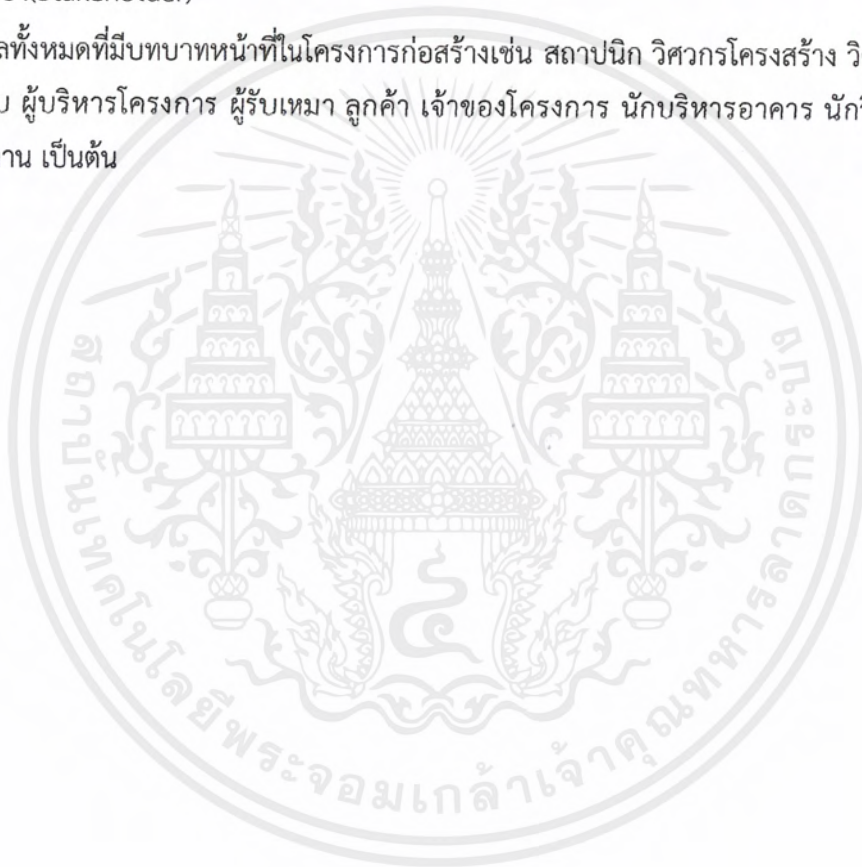 (Stakeholder)
ทั้งหมดที่มีบทบาทหน้าที่ในโครงการก่อสร้างเช่น สถาปนิก วิศวกรโครงสร้าง
ผู้บริหารโครงการ ผู้รับเหมา ลูกค้า เจ้าของโครงการ นักบริหารอาคาร
เป็นต้น
สถาบันเทคโนโลยีพระจอมเกล้าเจ้าคุณทหารลาดกระบัง
๔